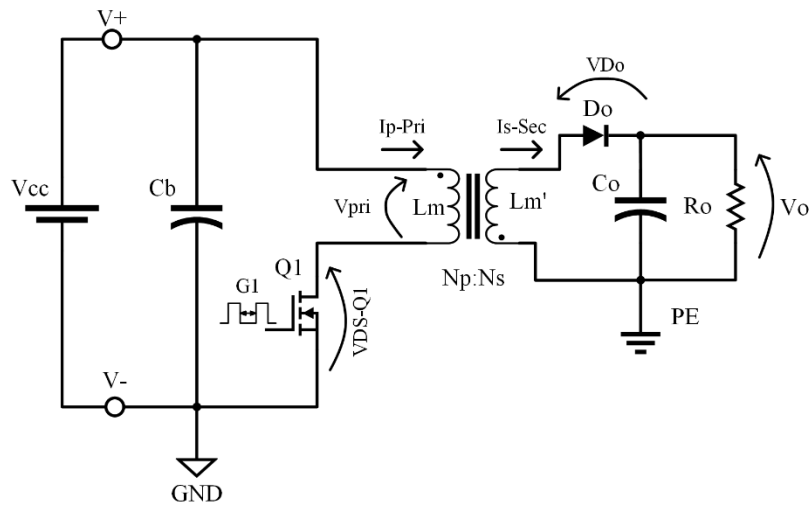 V+
VDo
Do
Ip-Pri
Is-Sec
Vcc
Cb
Vpri
Lm
Lm'
Co
Ro
Vo
Q1
G1
VDS-Q1
Np:Ns
PE
V-
GND